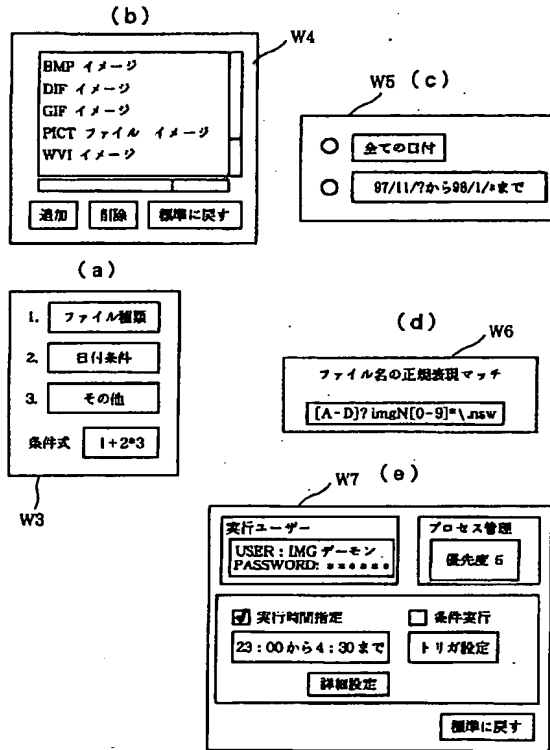 (b)
W4
BMP イメージ
DIF イメージ
GIF イメージ
PICT ファイル イメージ
WVI イメージ
追加 削除 標準に戻す
W5 (c)
全ての日付
97/11/?から98/1/*まで
(a)
1. ファイル種類
2. 日付条件
3. その他
条件式 1+2*3
W3
(d)
W6
ファイル名の正規表現マッチ
[A-D]?imgN[0-9]*\.nsw
W7 (e)
実行ユーザー
USER : IMG デーモン
PASSWORD: ******
プロセス管理
優先度 5
実行時間指定 条件実行
23:00から4:30まで トリガ設定
詳細設定
標準に戻す